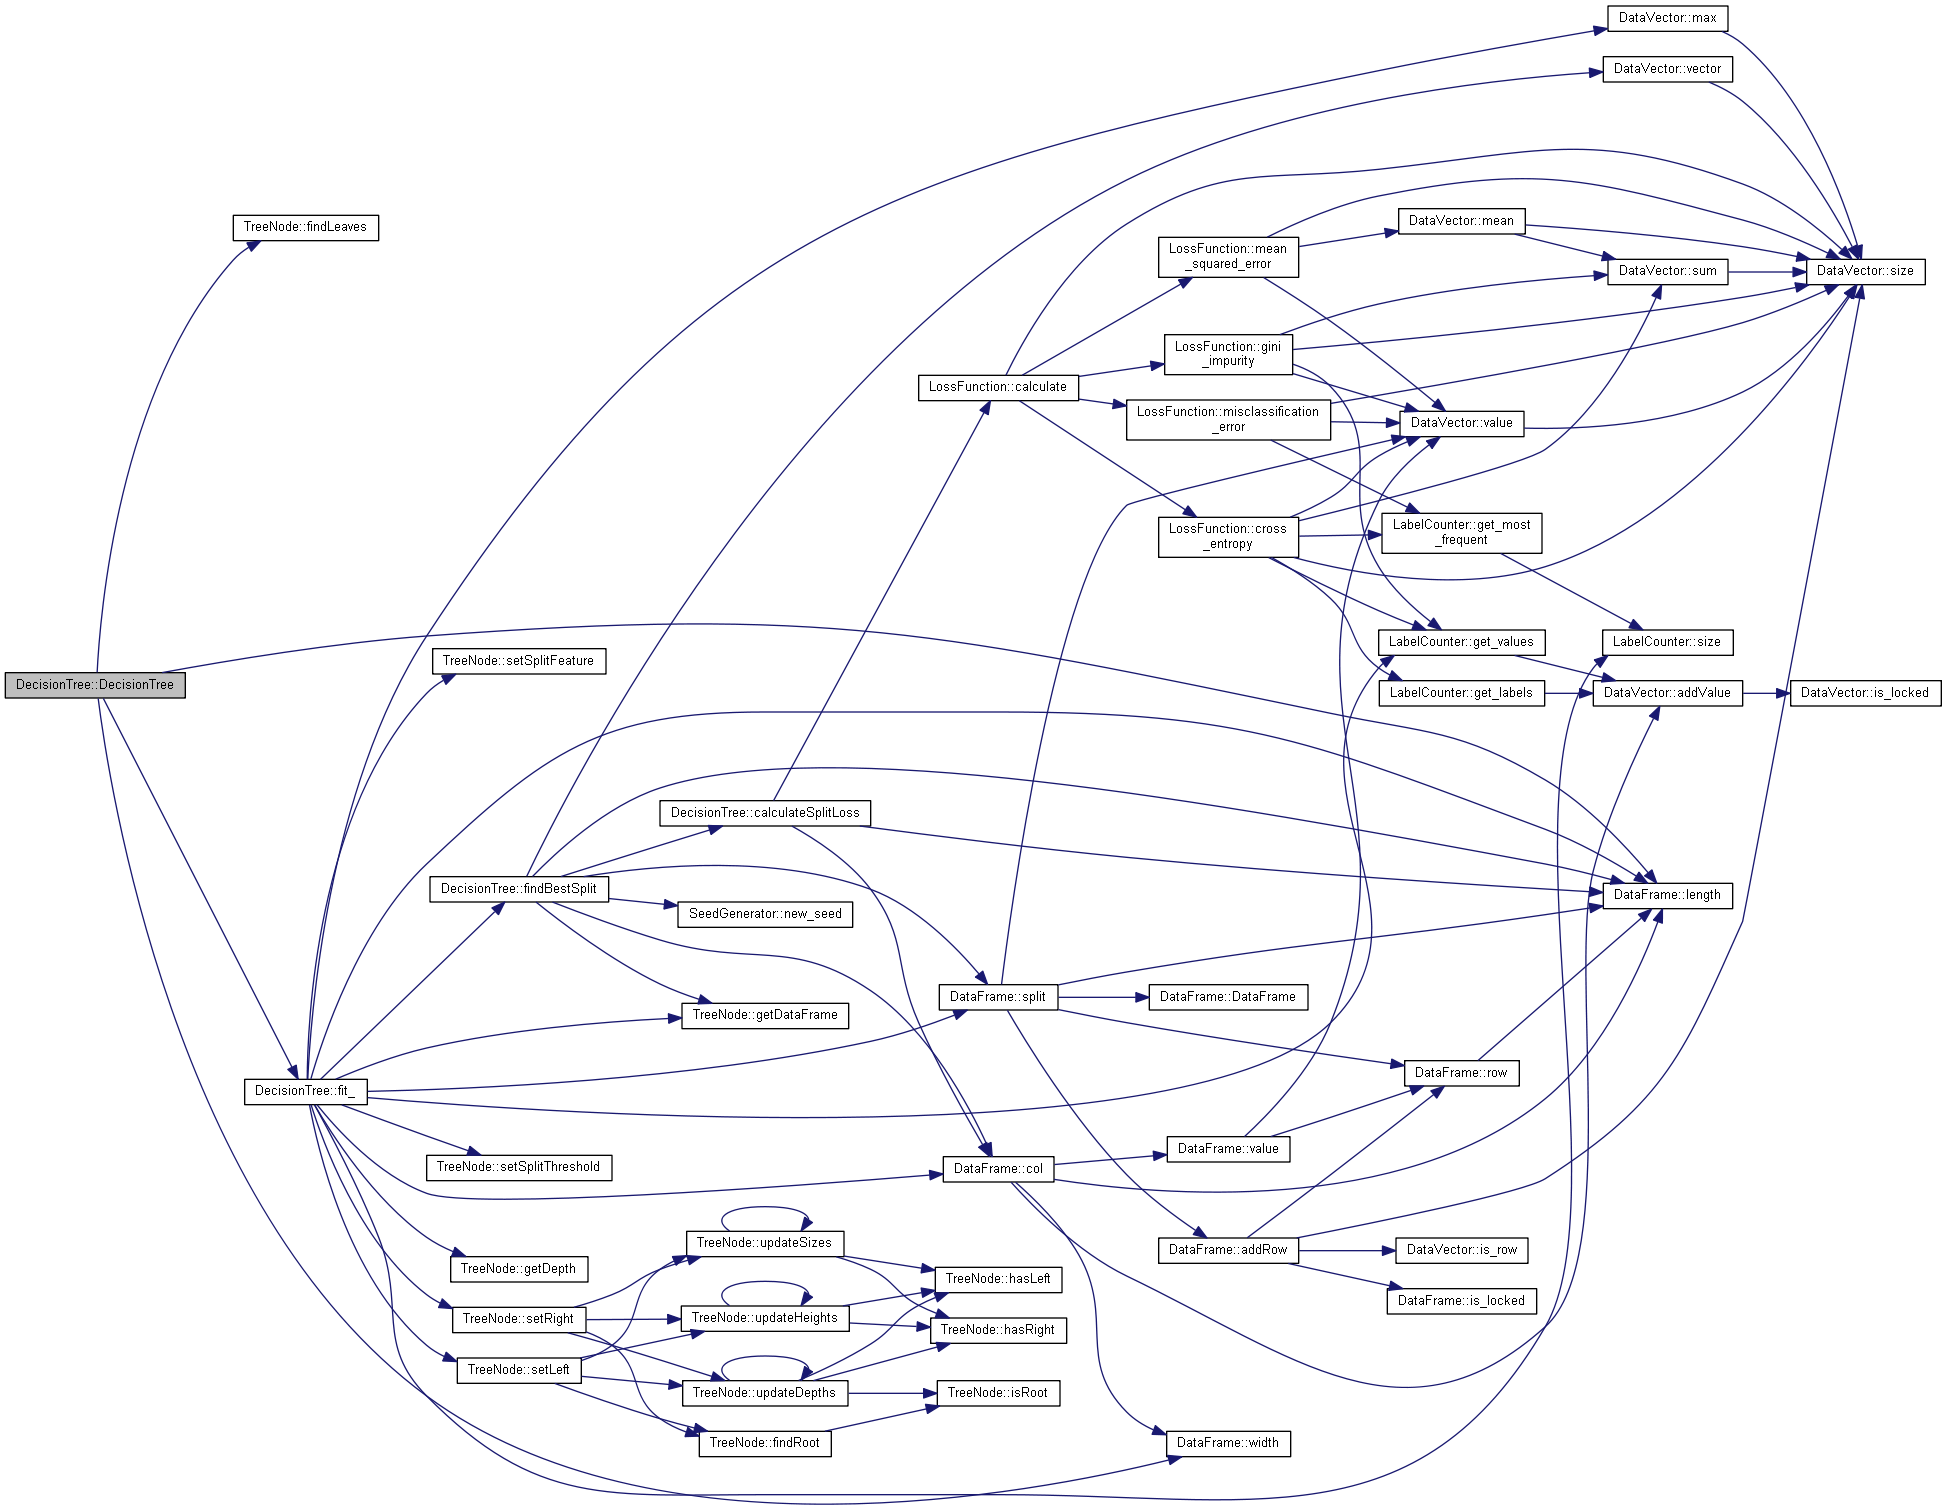 DataVector::max
DataVector::vector
TreeNode::findLeaves
DataVector::mean
LossFunction::mean
_squared_error
DataVector::sum
DataVector::size
LossFunction::gini
_impurity
LossFunction::calculate
LossFunction::misclassification
_error
DataVector::value
LossFunction::cross
_entropy
LabelCounter::get_most
_frequent
LabelCounter::get_values
LabelCounter::size
TreeNode::setSplitFeature
DecisionTree::DecisionTree
LabelCounter::get_labels
DataVector::addValue
DataVector::is_locked
DecisionTree::calculateSplitLoss
DecisionTree::findBestSplit
DataFrame::length
SeedGenerator::new_seed
DataFrame::split
DataFrame::DataFrame
TreeNode::getDataFrame
DataFrame::row
DecisionTree::fit_
DataFrame::value
TreeNode::setSplitThreshold
DataFrame::col
TreeNode::updateSizes
DataFrame::addRow
DataVector::is_row
TreeNode::getDepth
TreeNode::hasLeft
DataFrame::is_locked
TreeNode::setRight
TreeNode::updateHeights
TreeNode::hasRight
TreeNode::setLeft
TreeNode::updateDepths
TreeNode::isRoot
TreeNode::findRoot
DataFrame::width